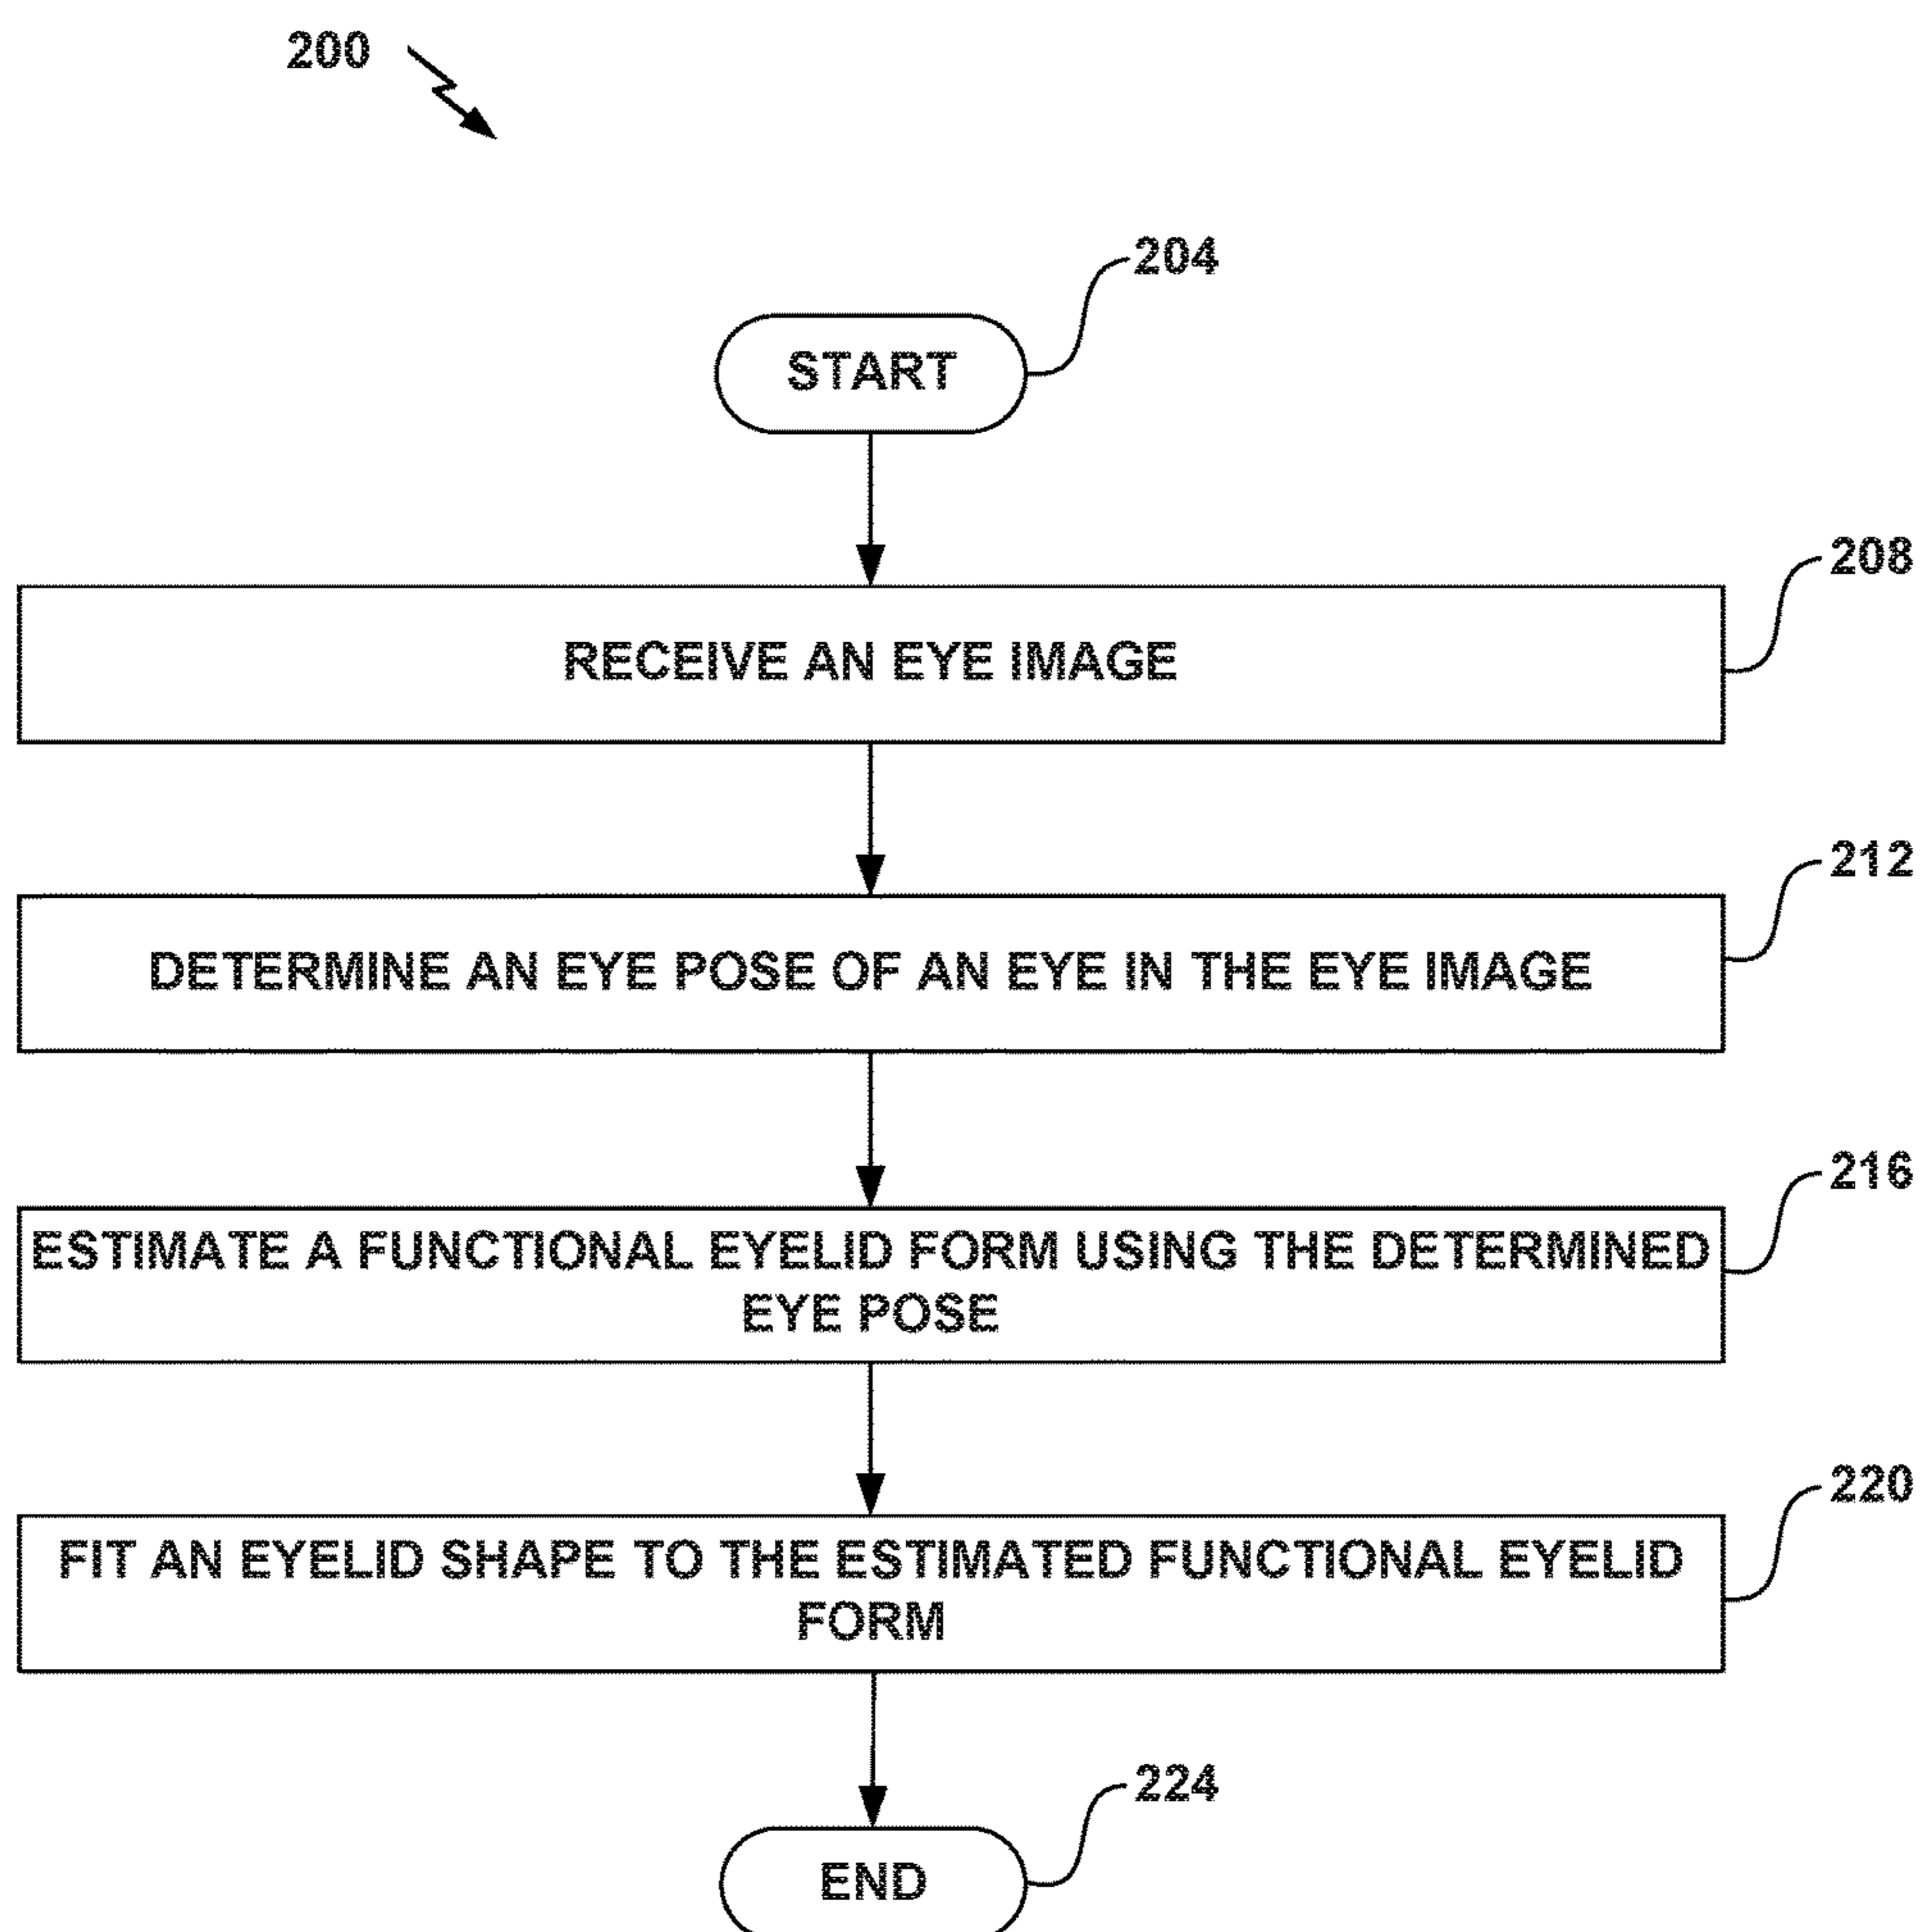 200
204
START
208
RECEIVE AN EYE IMAGE
212
DETERMINE AN EYE POSE OF AN EYE IN THE EYE IMAGE
216
ESTIMATE A FUNCTIONAL EYELID FORM USING THE DETERMINED
EYE POSE
220
FIT AN EYELID SHAPE TO THE ESTIMATED FUNCTIONAL EYELID
FORM
224
END